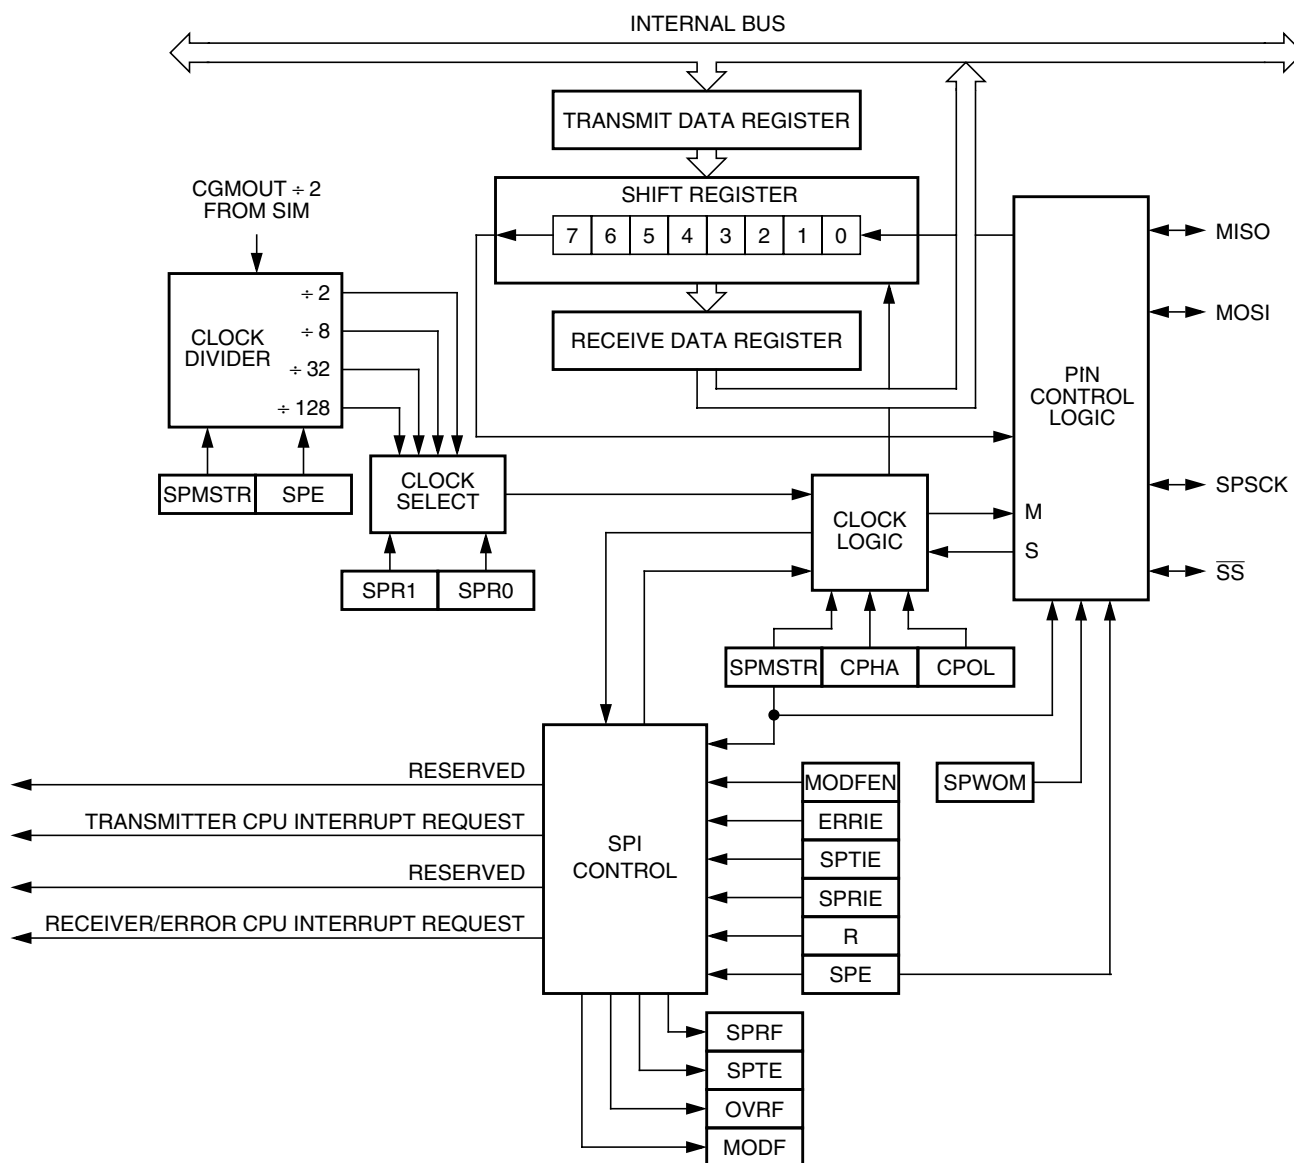 INTERNAL BUS
TRANSMIT DATA REGISTER
CGMOUT ÷ 2
FROM SIM
SHIFT REGISTER
7 6 5 4 3 2 1 0
MISO
÷ 2
÷ 8
÷ 32
÷ 128
CLOCK
DIVIDER
RECEIVE DATA REGISTER
MOSI
PIN
CONTROL
LOGIC
SPMSTR SPE
CLOCK
SELECT
SPR1 SPR0
CLOCK
LOGIC
M
S
SPSCK
S̅S̅
SPMSTR CPHA CPOL
RESERVED
TRANSMITTER CPU INTERRUPT REQUEST
RESERVED
RECEIVER/ERROR CPU INTERRUPT REQUEST
SPI
CONTROL
MODFEN
ERRIE
SPTIE
SPRIE
R
SPE
SPWOM
SPRF
SPTE
OVRF
MODF